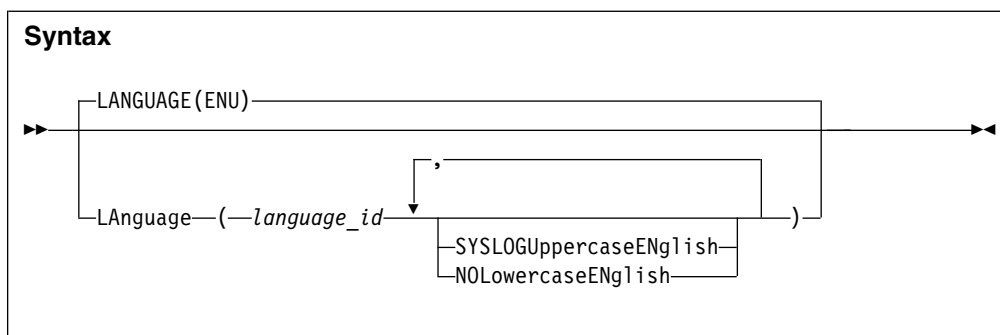 Syntax
LANGUAGE(ENU)
,
LAnguage ( language_id )
SYSLOGUppercaseENglish
NOLowercaseENglish